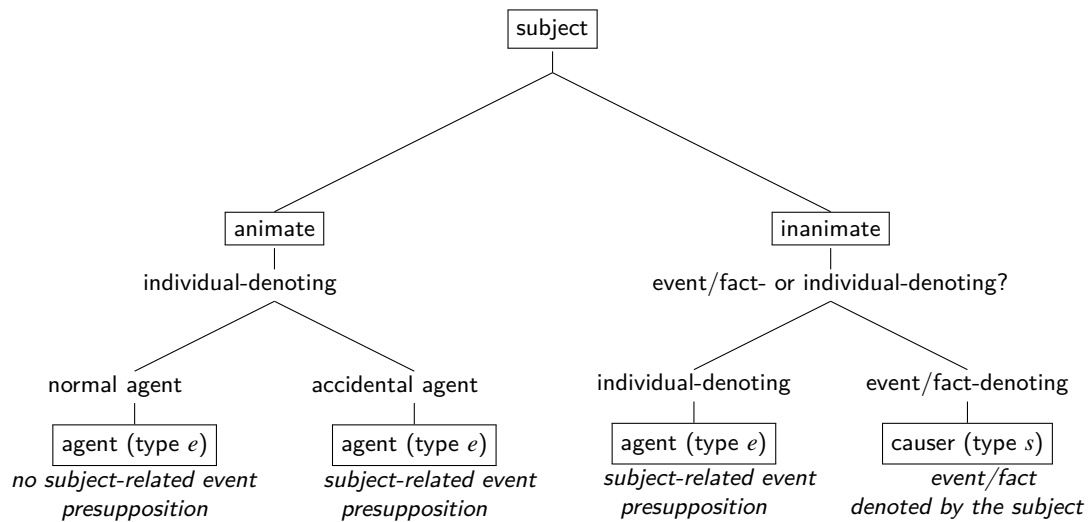 subject
animate
inanimate
individual-denoting
event/fact- or individual-denoting?
normal agent
accidental agent
individual-denoting
event/fact-denoting
agent (type e)
agent (type e)
agent (type e)
causer (type s)
no subject-related event
presupposition
subject-related event
presupposition
subject-related event
presupposition
event/fact
denoted by the subject